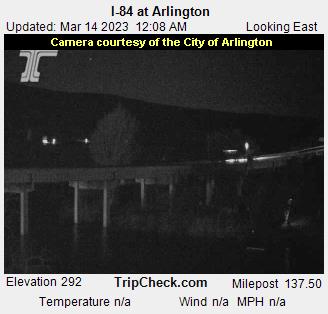 I-84 at Arlington
Updated: Mar 14 2023 12:08 AM Looking East
Camera courtesy of the City of Arlington
Elevation 292 TripCheck.com Milepost 137.50
Temperature n/a Wind n/a MPH n/a